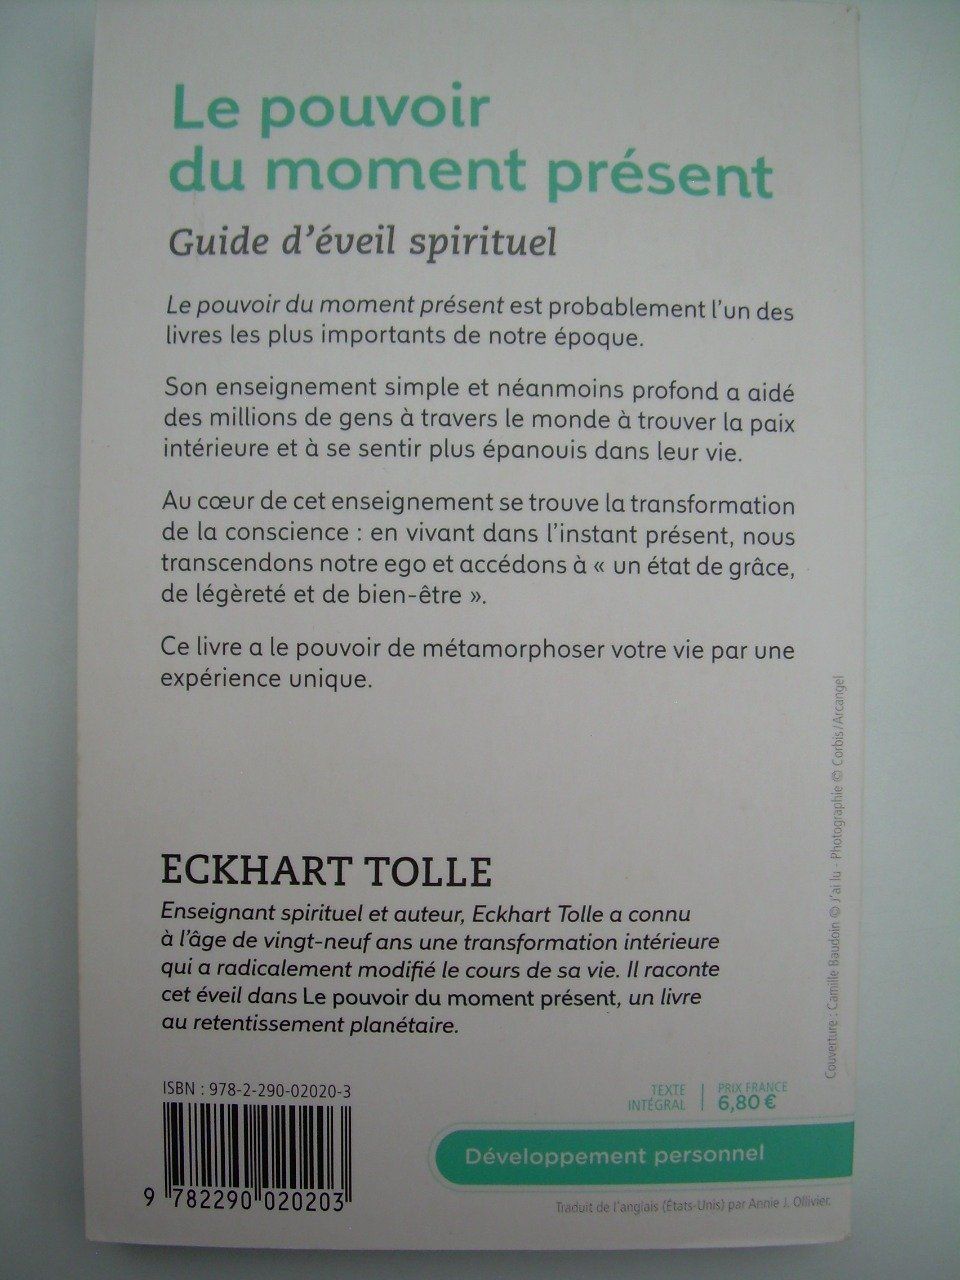 Le pouvoir
du moment présent
Guide d'éveil spirituel
Le pouvoir du moment présent est probablement l'un des
livres les plus importants de notre époque.
Son enseignement simple et néanmoins profond a aidé
des millions de gens à travers le monde à trouver la paix
intérieure et à se sentir plus épanouis dans leur vie.
Au cœur de cet enseignement se trouve la transformation
de la conscience : en vivant dans l'instant présent, nous
transcendons notre ego et accédons à « un état de grâce,
de légèreté et de bien-être ».
Ce livre a le pouvoir de métamorphoser votre vie par une
expérience unique.
ECKHART TOLLE
Enseignant spirituel et auteur, Eckhart Tolle a connu
à l'âge de vingt-neuf ans une transformation intérieure
qui a radicalement modifié le cours de sa vie. Il raconte
cet éveil dans Le pouvoir du moment présent, un livre
au retentissement planétaire.
Couverture : Camille Baudoin © J'ai lu - Photographie © Corbis/Arcangel
ISBN : 978-2-290-02020-3
9 782290 020203
TEXTE
INTÉGRAL
PRIX FRANCE
6,80 €
Développement personnel
Traduit de l'anglais (États-Unis) par Annie J. Ollivier.